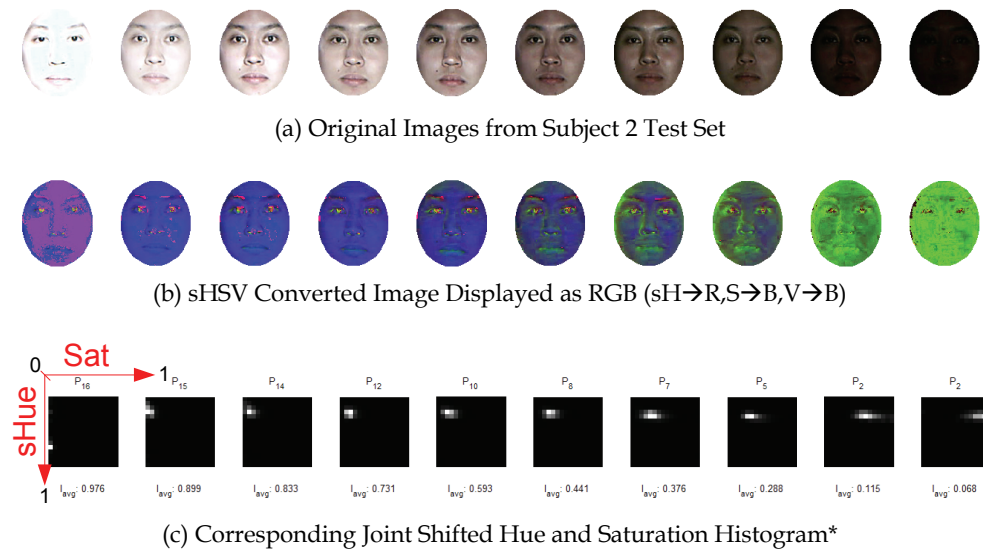 (a) Original Images from Subject 2 Test Set
(b) sHSV Converted Image Displayed as RGB (sH→R,S→B,V→B)
0 Sat 1
sHue
1
P16 P15 P14 P12 P10 P8 P7 P5 P2 P2
Iavg: 0.976 Iavg: 0.899 Iavg: 0.833 Iavg: 0.731 Iavg: 0.593 Iavg: 0.441 Iavg: 0.376 Iavg: 0.288 Iavg: 0.115 Iavg: 0.068
(c) Corresponding Joint Shifted Hue and Saturation Histogram*